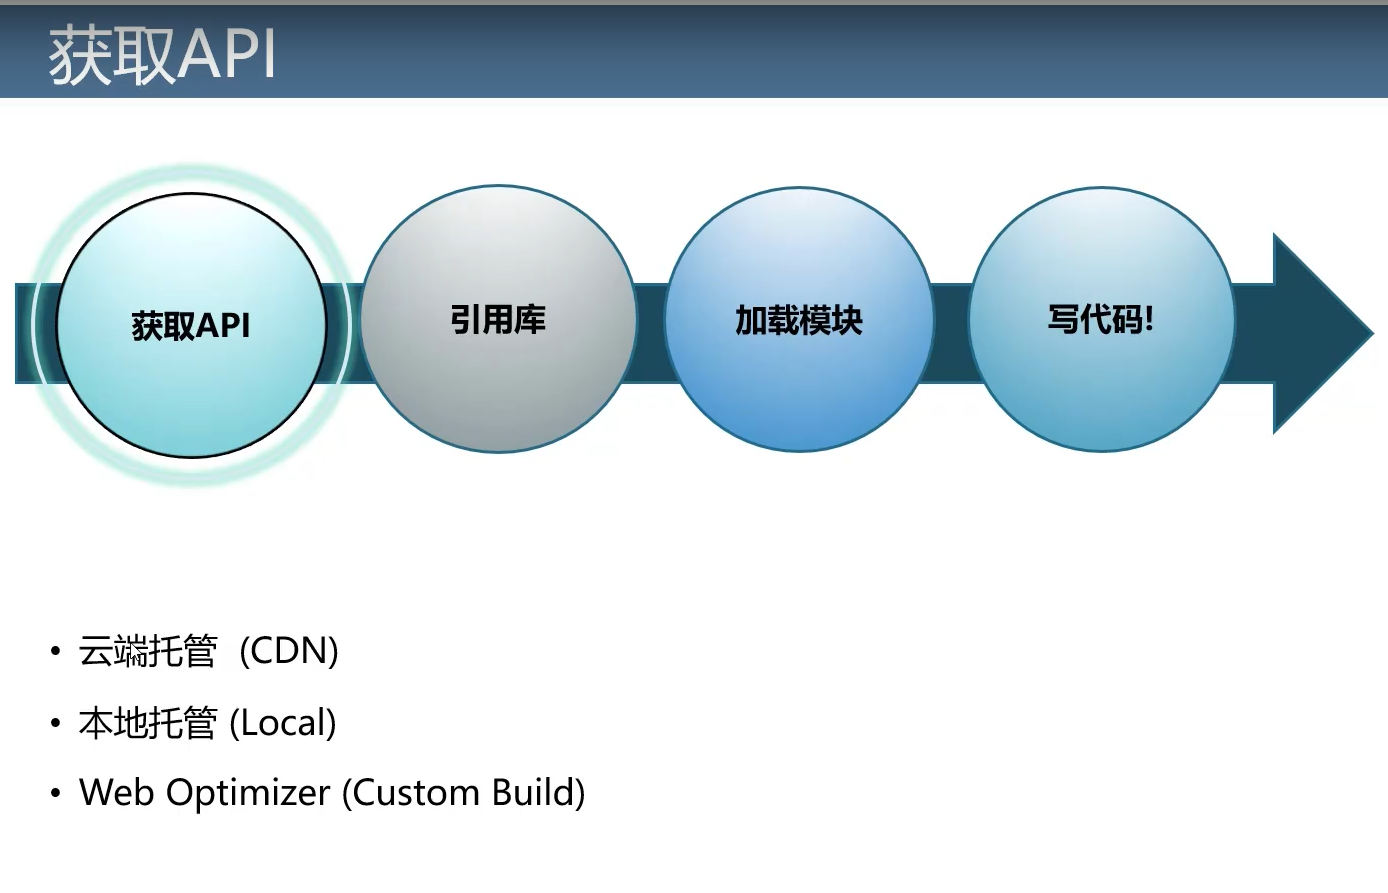 获取API
获取API
引用库
加载模块
写代码!
• 云端托管 (CDN)
• 本地托管 (Local)
• Web Optimizer (Custom Build)